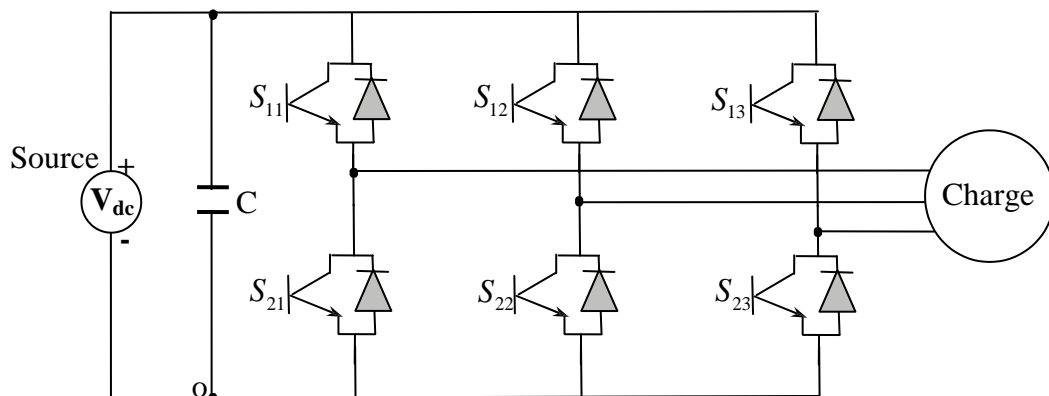 S11
S12
S13
Source
+
Vdc
-
C
Charge
S21
S22
S23
o